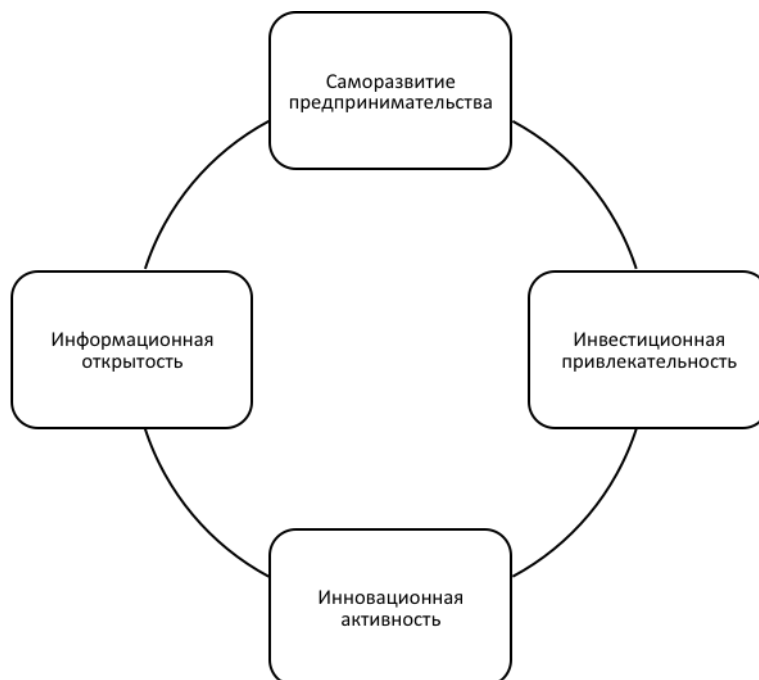 Саморазвитие
предпринимательства
Информационная
открытость
Инвестиционная
привлекательность
Инновационная
активность